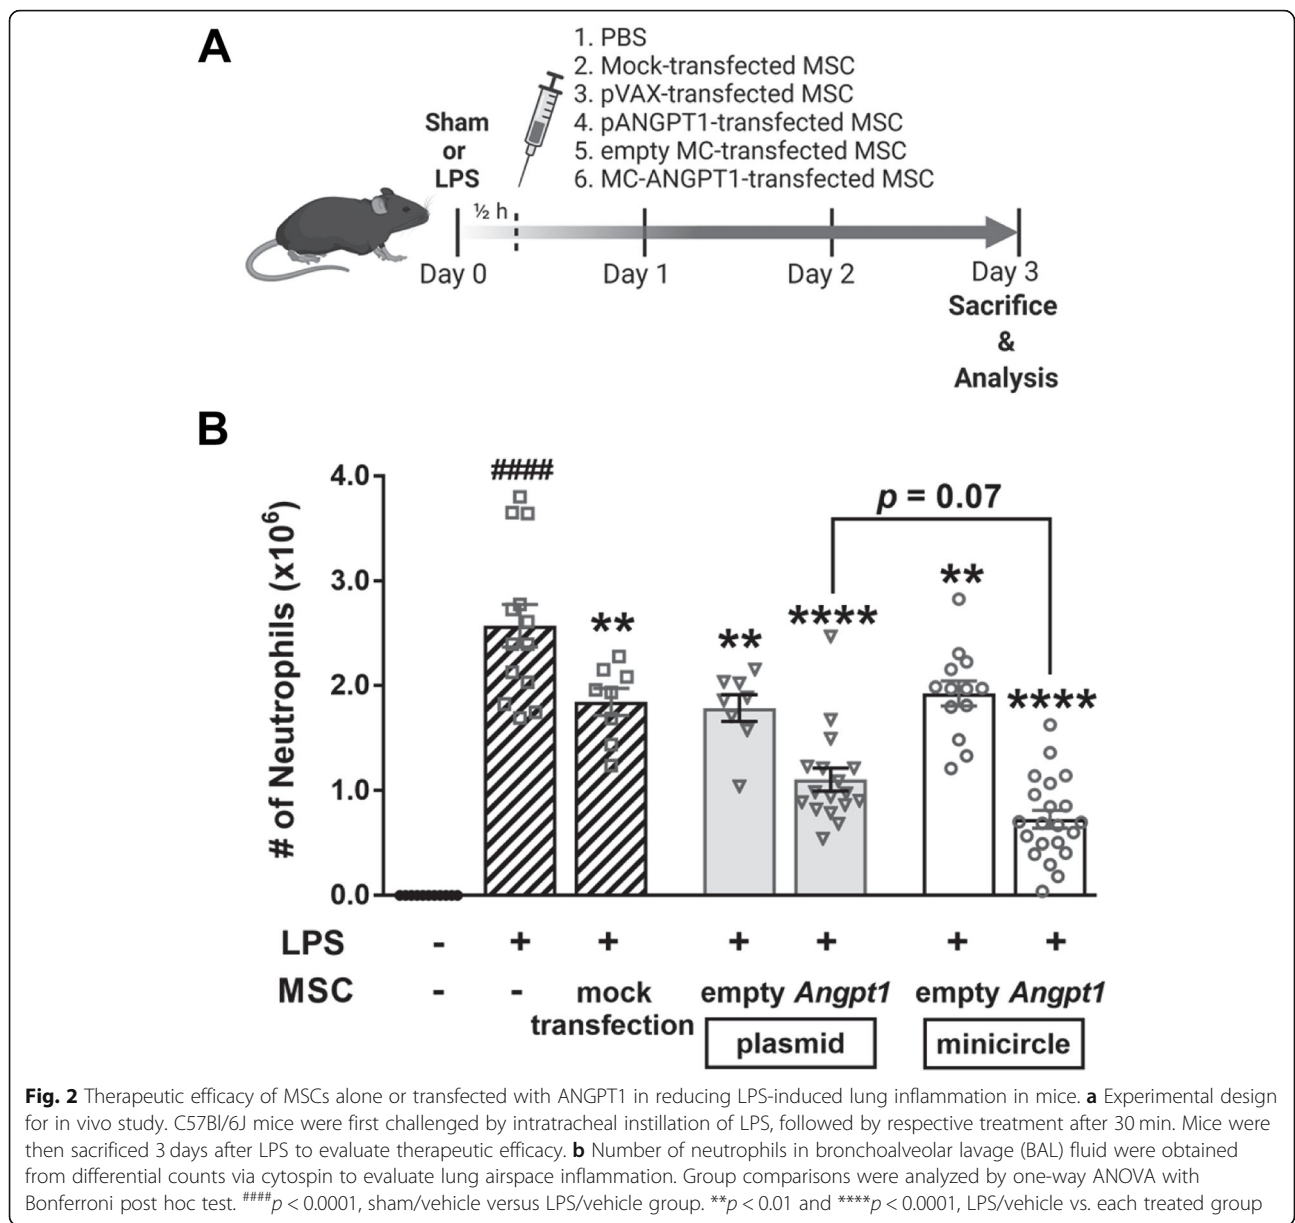 A
1. PBS
2. Mock-transfected MSC
3. pVAX-transfected MSC
4. pANGPT1-transfected MSC
5. empty MC-transfected MSC
6. MC-ANGPT1-transfected MSC
Sham
or
LPS
½ h
Day 0 Day 1 Day 2 Day 3
Sacrifice
&
Analysis
B
# of Neutrophils (x10⁶)
4.0
3.0
2.0
1.0
0.0
####
**
**
****
**
****
p = 0.07
LPS - + + + + + +
MSC - - mock transfection empty Angpt1 empty Angpt1
plasmid minicircle
Fig. 2 Therapeutic efficacy of MSCs alone or transfected with ANGPT1 in reducing LPS-induced lung inflammation in mice. a Experimental design
for in vivo study. C57Bl/6J mice were first challenged by intratracheal instillation of LPS, followed by respective treatment after 30 min. Mice were
then sacrificed 3 days after LPS to evaluate therapeutic efficacy. b Number of neutrophils in bronchoalveolar lavage (BAL) fluid were obtained
from differential counts via cytospin to evaluate lung airspace inflammation. Group comparisons were analyzed by one-way ANOVA with
Bonferroni post hoc test. ####p < 0.0001, sham/vehicle versus LPS/vehicle group. **p < 0.01 and ****p < 0.0001, LPS/vehicle vs. each treated group